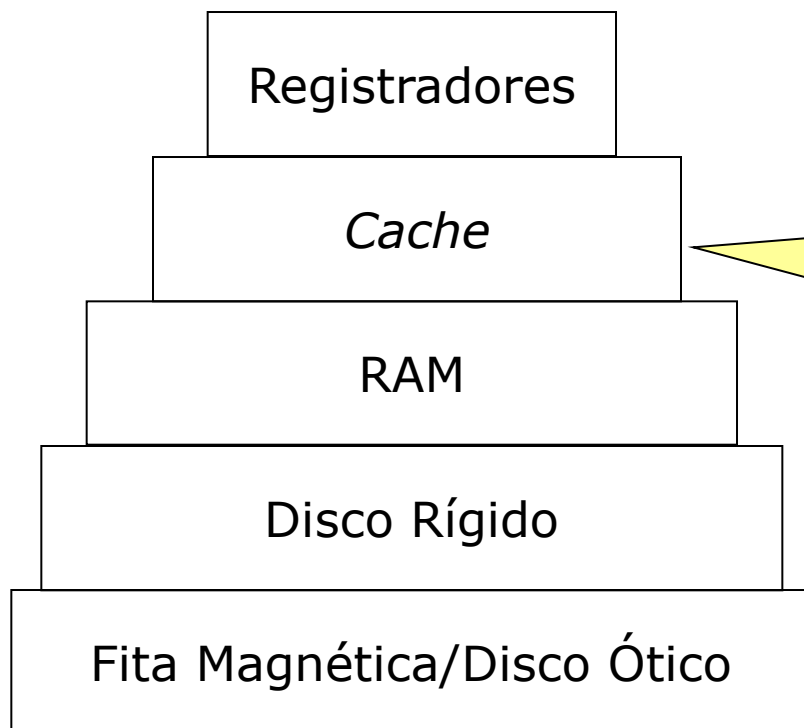 Registradores
Cache
RAM
Disco Rígido
Fita Magnética/Disco Ótico